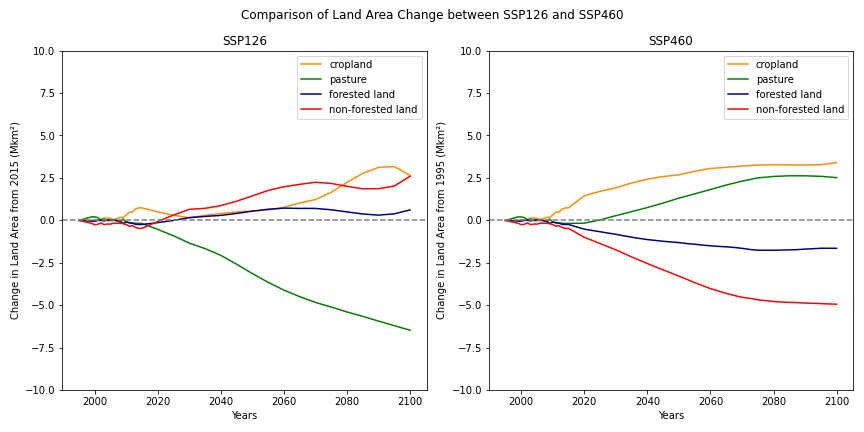 Comparison of Land Area Change between SSP126 and SSP460
SSP126
10.0
7.5
5.0
2.5
0.0
−2.5
−5.0
−7.5
−10.0
Change in Land Area from 2015 (Mkm²)
cropland
pasture
forested land
non-forested land
2000
2020
2040
2060
2080
2100
Years
SSP460
10.0
7.5
5.0
2.5
0.0
−2.5
−5.0
−7.5
−10.0
Change in Land Area from 1995 (Mkm²)
cropland
pasture
forested land
non-forested land
2000
2020
2040
2060
2080
2100
Years